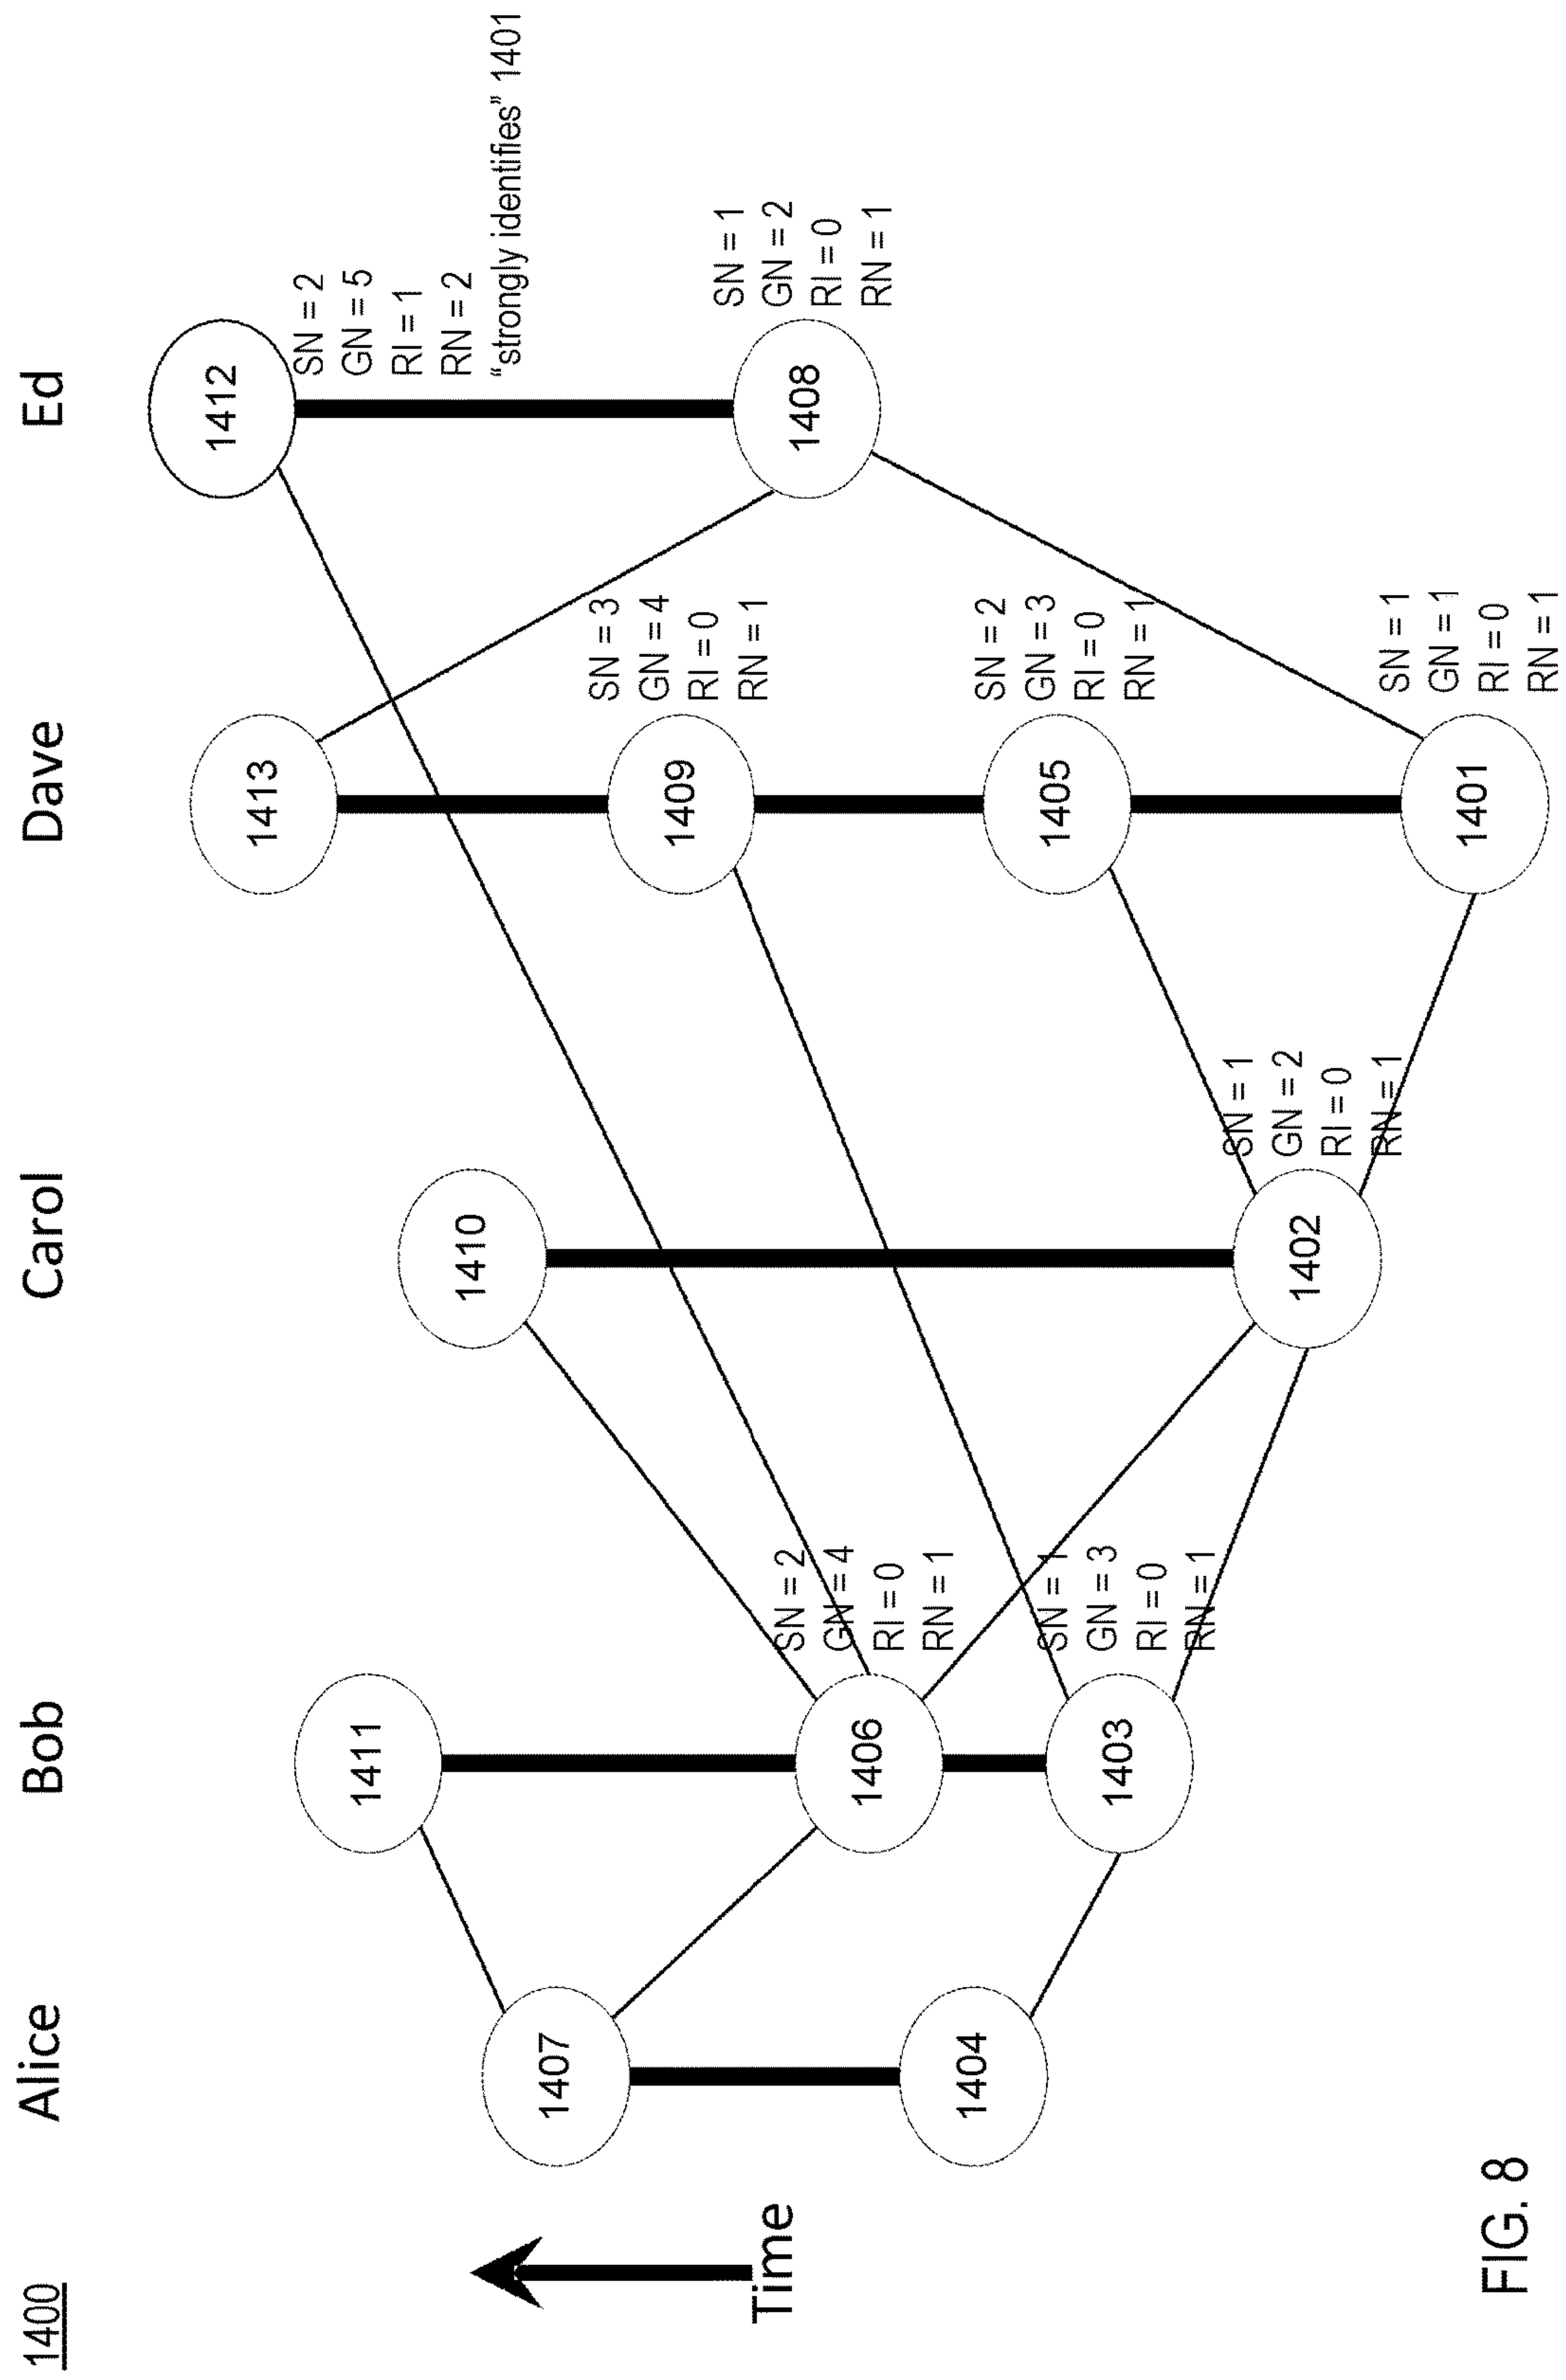 1400
Alice
Bob
Carol
Dave
Ed
1412
SN = 2
GN = 5
RI = 1
RN = 2
“strongly identifies” 1401
1413
1411
1410
1407
1409
SN = 3
GN = 4
RI = 0
RN = 1
1408
SN = 1
GN = 2
RI = 0
RN = 1
1406
SN = 2
GN = 4
RI = 0
RN = 1
Time
1404
1405
SN = 2
GN = 3
RI = 0
RN = 1
1403
SN = 1
GN = 3
RI = 0
RN = 1
1402
SN = 1
GN = 2
RI = 0
RN = 1
1401
SN = 1
GN = 1
RI = 0
RN = 1
FIG. 8